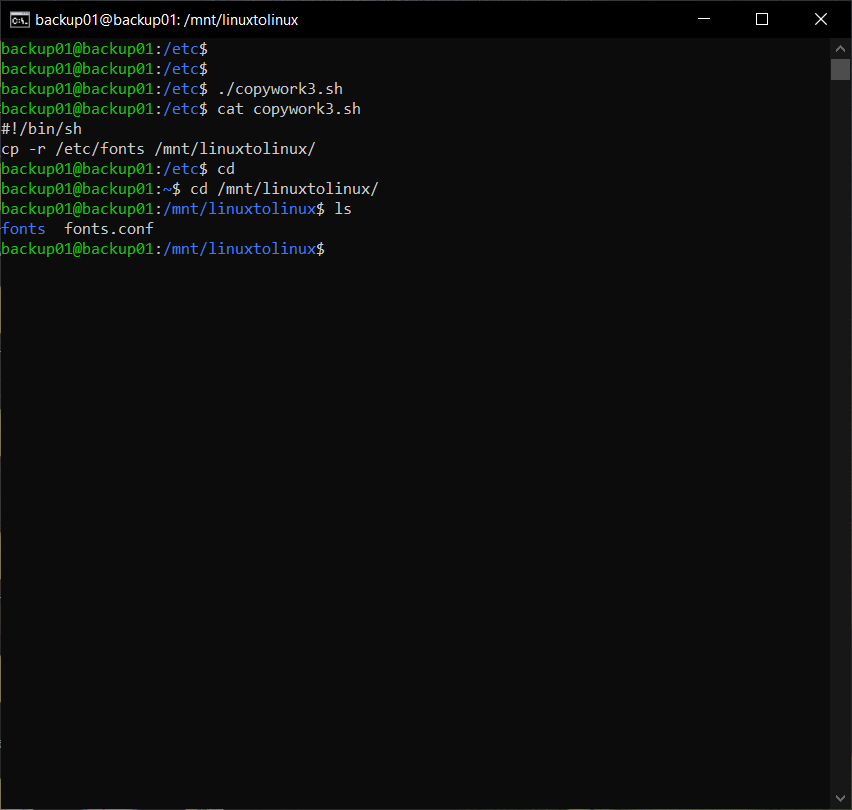 backup01@backup01: /mnt/linuxtolinux
backup01@backup01:/etc$
backup01@backup01:/etc$
backup01@backup01:/etc$ ./copywork3.sh
backup01@backup01:/etc$ cat copywork3.sh
#!/bin/sh
cp -r /etc/fonts /mnt/linuxtolinux/
backup01@backup01:/etc$ cd
backup01@backup01:~$ cd /mnt/linuxtolinux/
backup01@backup01:/mnt/linuxtolinux$ ls
fonts  fonts.conf
backup01@backup01:/mnt/linuxtolinux$